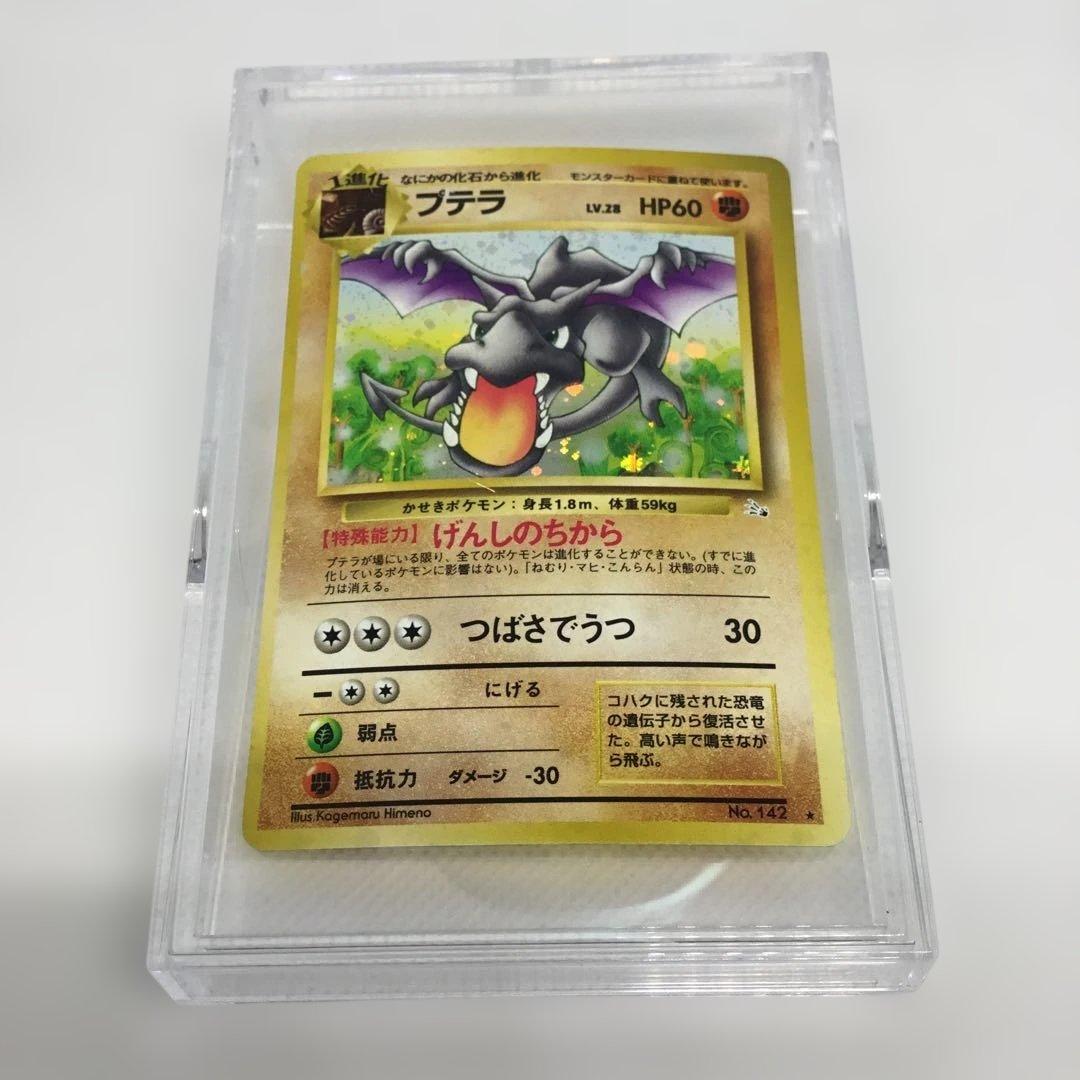 1進化 なにかの化石から進化 モンスターカードに重ねて使います。
プテラ LV.28 HP60
かせきポケモン：身長1.8m、体重59kg
【特殊能力】げんしのちから
プテラが場にいる限り、全てのポケモンは進化することができない。(すでに進
化しているポケモンに影響はない)。「ねむり・マヒ・こんらん」状態の時、この
力は消える。
つばさでうつ 30
にげる
弱点
抵抗力 ダメージ -30
コハクに残された恐竜
の遺伝子から復活させ
た。高い声で鳴きなが
ら飛ぶ。
Illus.Kagemaru Himeno
No. 142 ★